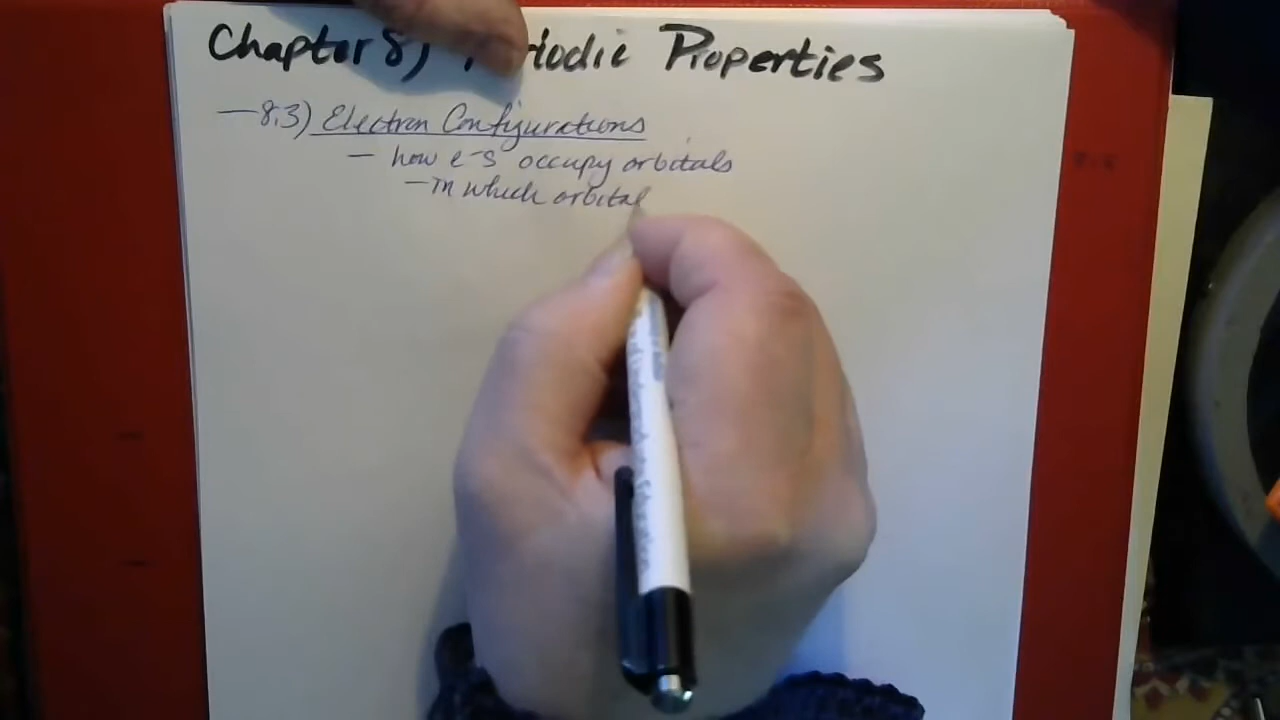 Chapter 8) Periodic Properties
— 8.3) Electron Configurations
— how e-s occupy orbitals
— in which orbital